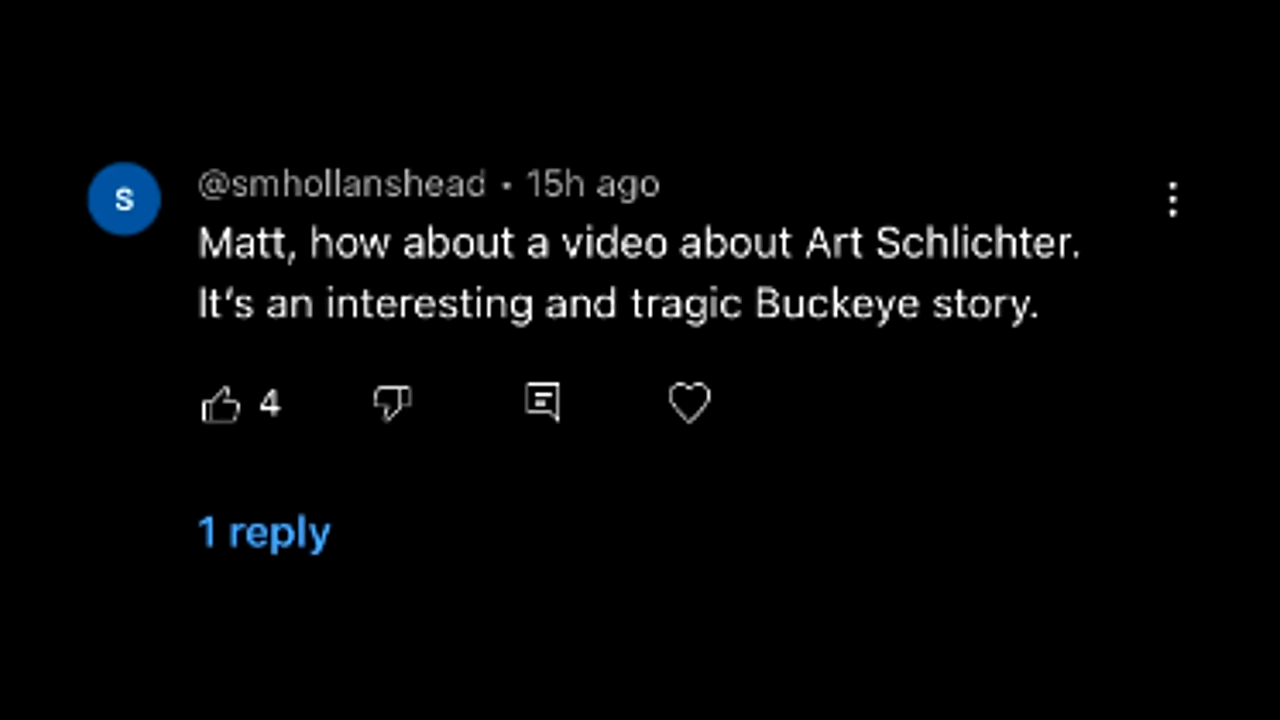 S
@smhollanshead • 15h ago
Matt, how about a video about Art Schlichter.
It's an interesting and tragic Buckeye story.
4
1 reply